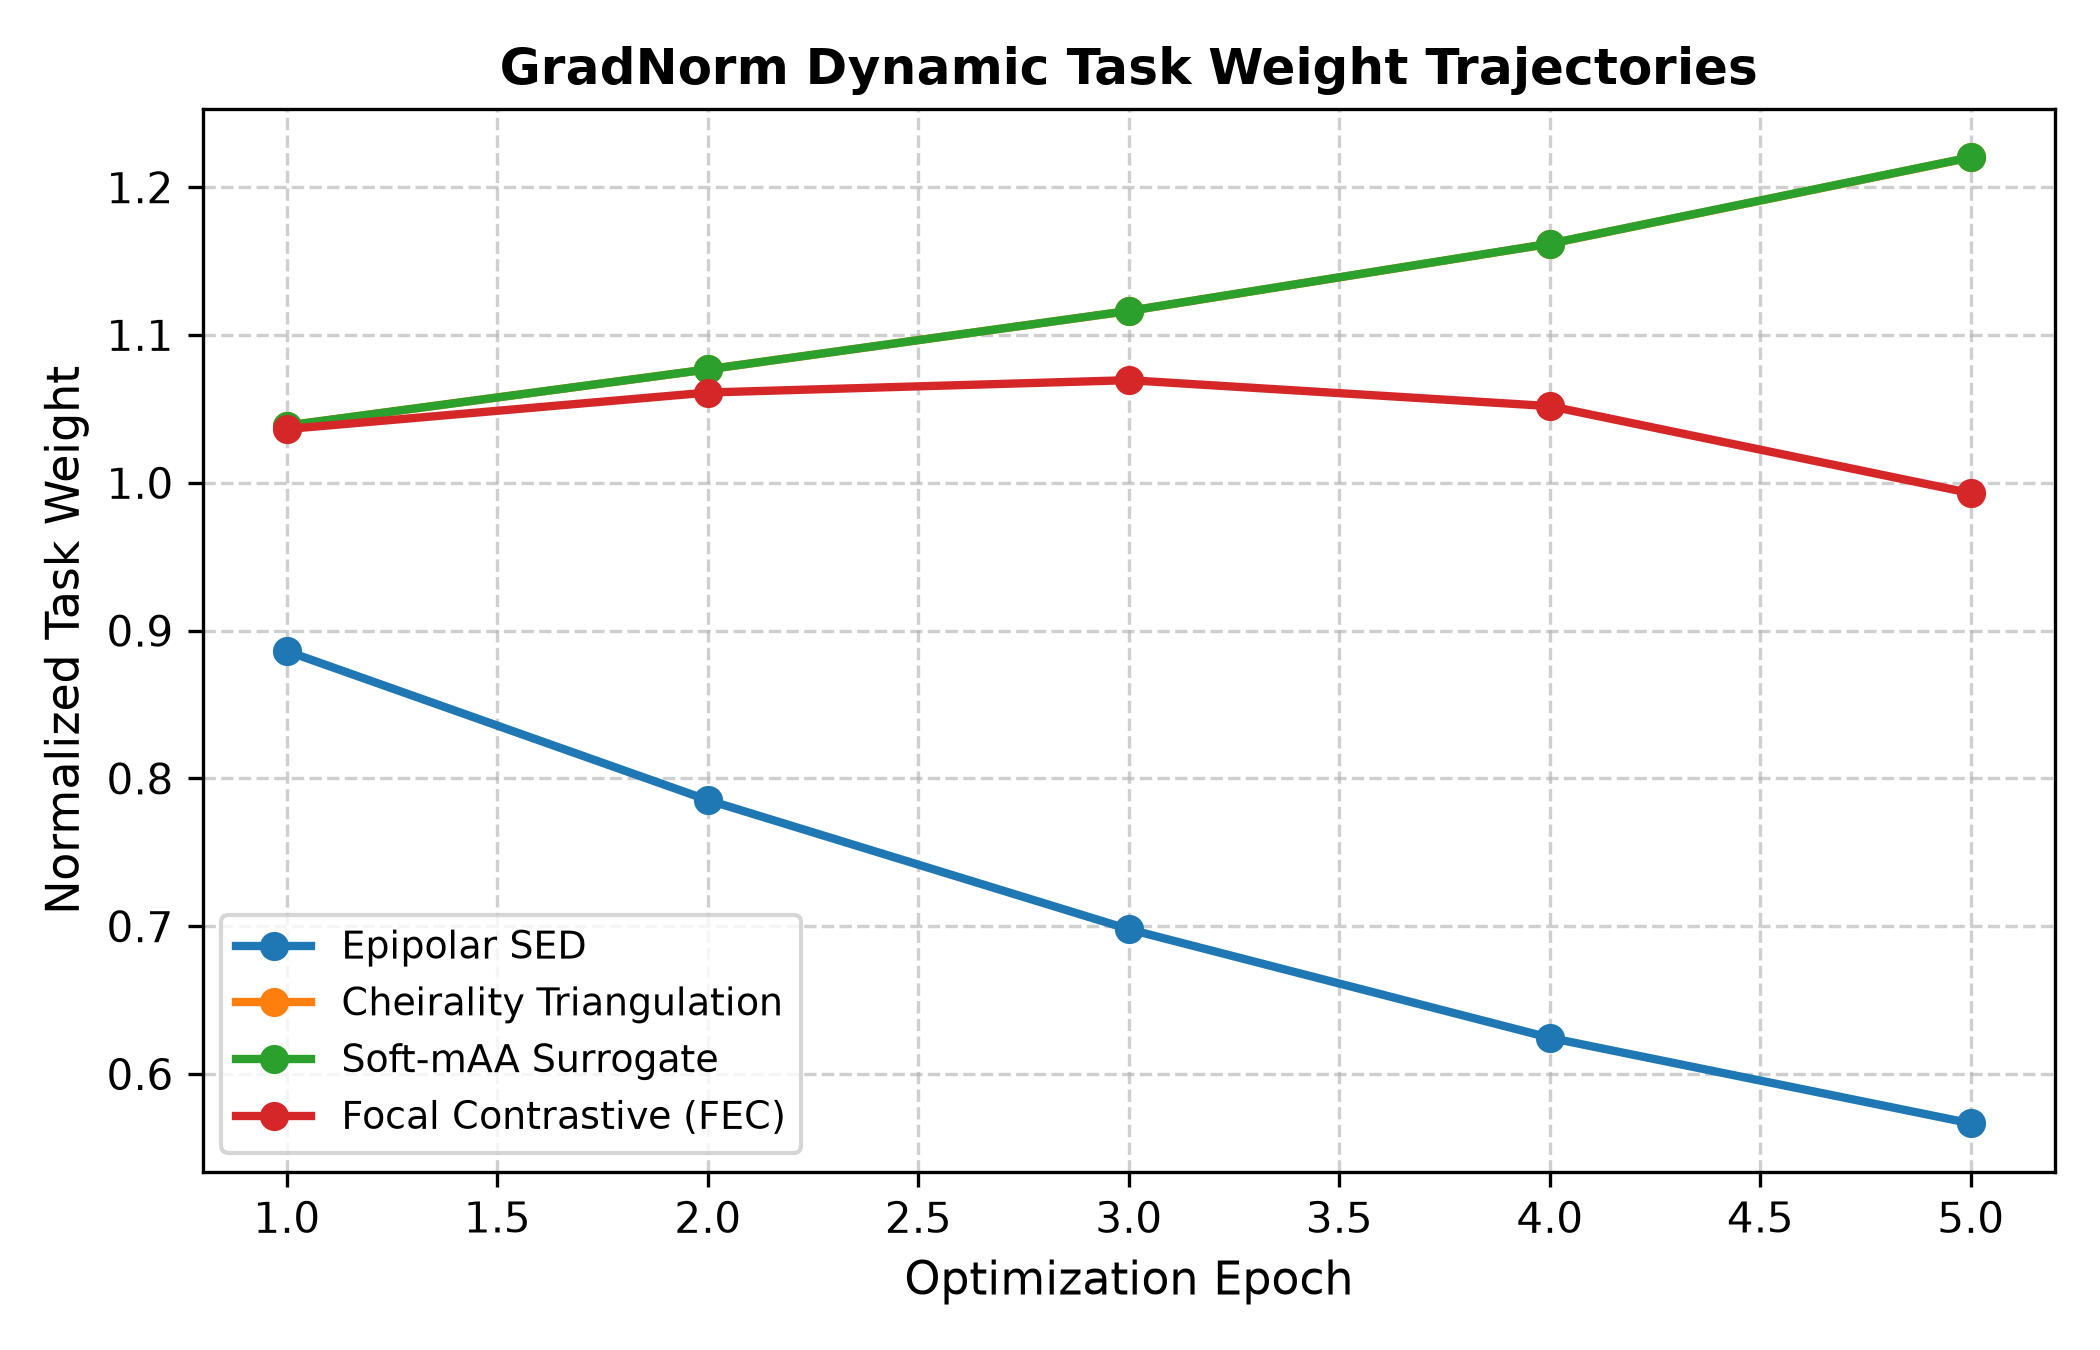 GradNorm Dynamic Task Weight Trajectories
Normalized Task Weight
1.2
1.1
1.0
0.9
0.8
0.7
0.6
Epipolar SED
Cheirality Triangulation
Soft-mAA Surrogate
Focal Contrastive (FEC)
1.0 1.5 2.0 2.5 3.0 3.5 4.0 4.5 5.0
Optimization Epoch